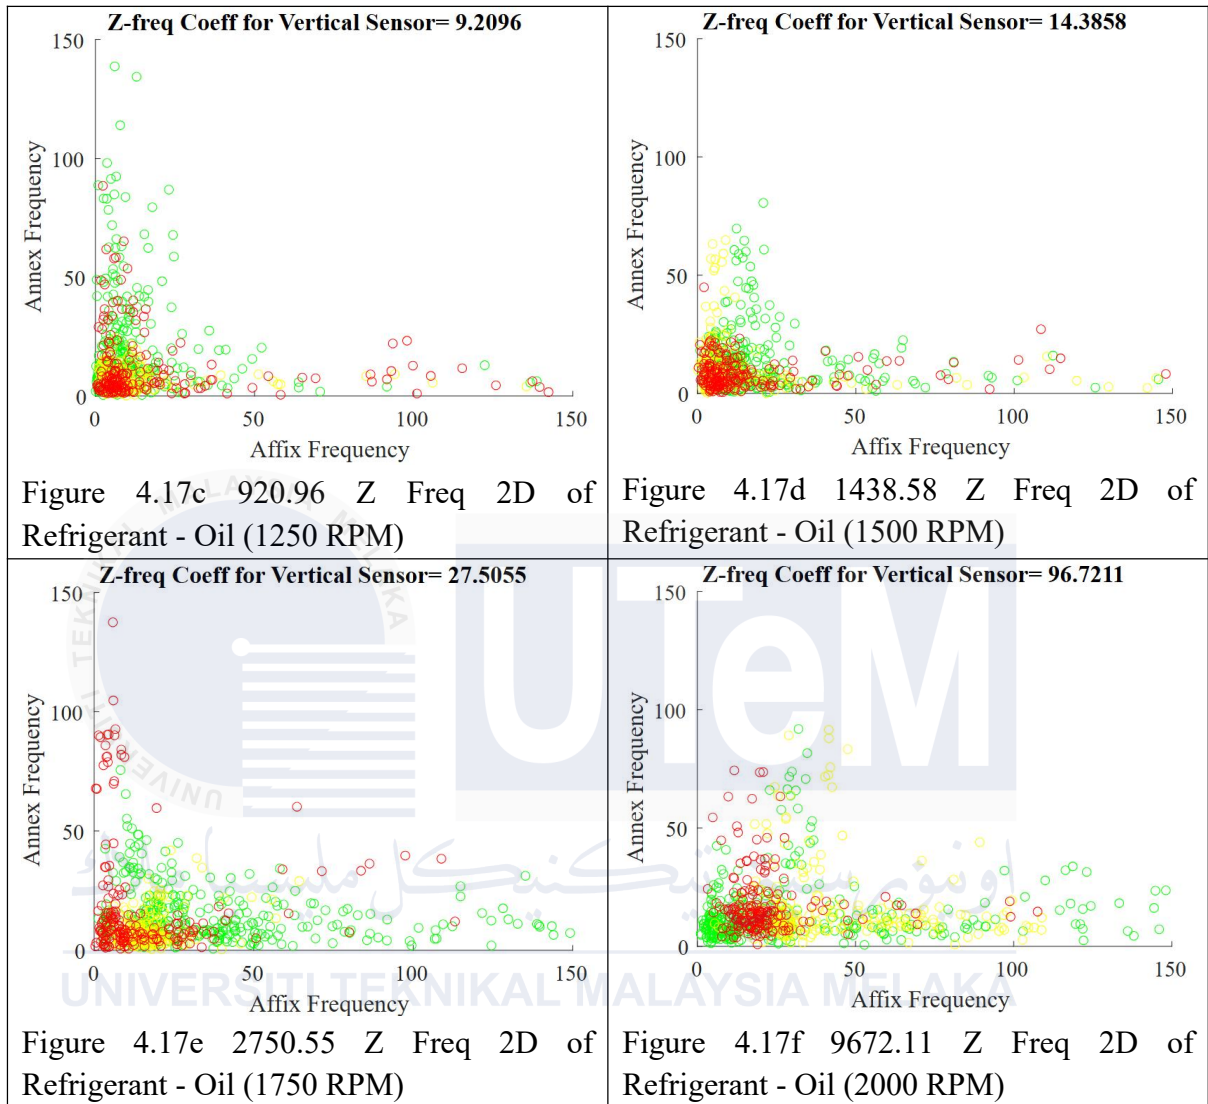 Z-freq Coeff for Vertical Sensor= 9.2096
150
100
50
0
Annex Frequency
0 50 100 150
Affix Frequency
Figure 4.17c 920.96 Z Freq 2D of
Refrigerant - Oil (1250 RPM)
Z-freq Coeff for Vertical Sensor= 14.3858
150
100
50
0
Annex Frequency
0 50 100 150
Affix Frequency
Figure 4.17d 1438.58 Z Freq 2D of
Refrigerant - Oil (1500 RPM)
Z-freq Coeff for Vertical Sensor= 27.5055
150
100
50
0
Annex Frequency
0 50 100 150
Affix Frequency
Figure 4.17e 2750.55 Z Freq 2D of
Refrigerant - Oil (1750 RPM)
Z-freq Coeff for Vertical Sensor= 96.7211
150
100
50
0
Annex Frequency
0 50 100 150
Affix Frequency
Figure 4.17f 9672.11 Z Freq 2D of
Refrigerant - Oil (2000 RPM)
UNIVERSITI TEKNIKAL MALAYSIA MELAKA
UTeM
UNIVERSITI TEKNIKAL MALAYSIA MELAKA